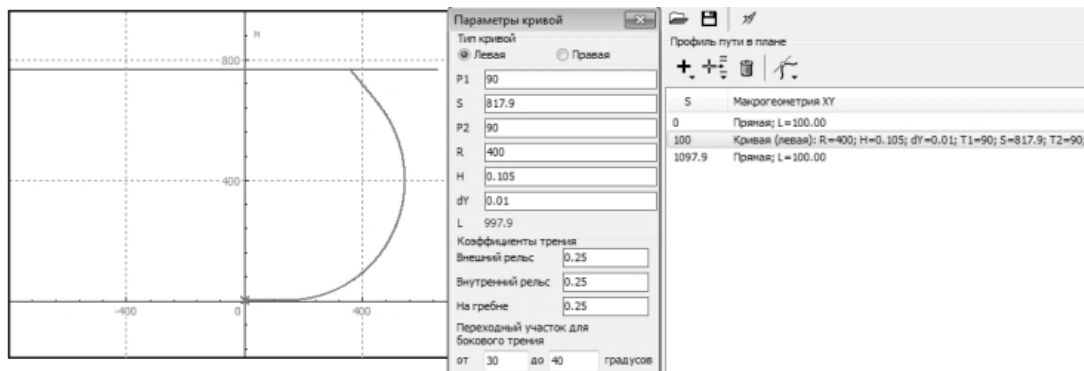 М
800
400
-400
0
400
-400
Параметры кривой
Тип кривой
Левая
Правая
P1
90
S
817.9
P2
90
R
400
H
0.105
dY
0.01
L
997.9
Коэффициенты трения
Внешний рельс
0.25
Внутренний рельс
0.25
На гребне
0.25
Переходный участок для
бокового трения
от
30
до
40
градусов
Профиль пути в плане
S
Макрогеометрия XY
0
Прямая; L=100.00
100
Кривая (левая): R=400; H=0.105; dY=0.01; T1=90; S=817.9; T2=90;
1097.9
Прямая; L=100.00